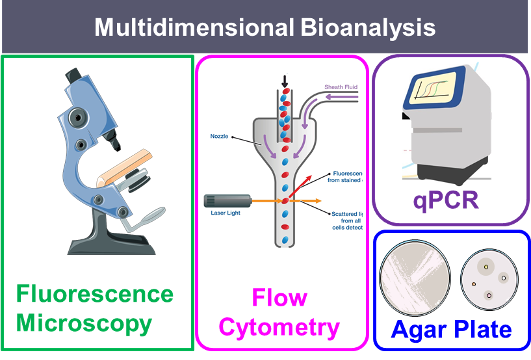 Multidimensional Bioanalysis
Fluorescence
Microscopy
Sheath Fluid
Nozzle
Fluorescen
from stained
Laser Light
Scattered li
from all
cells detect
Flow
Cytometry
qPCR
Agar Plate